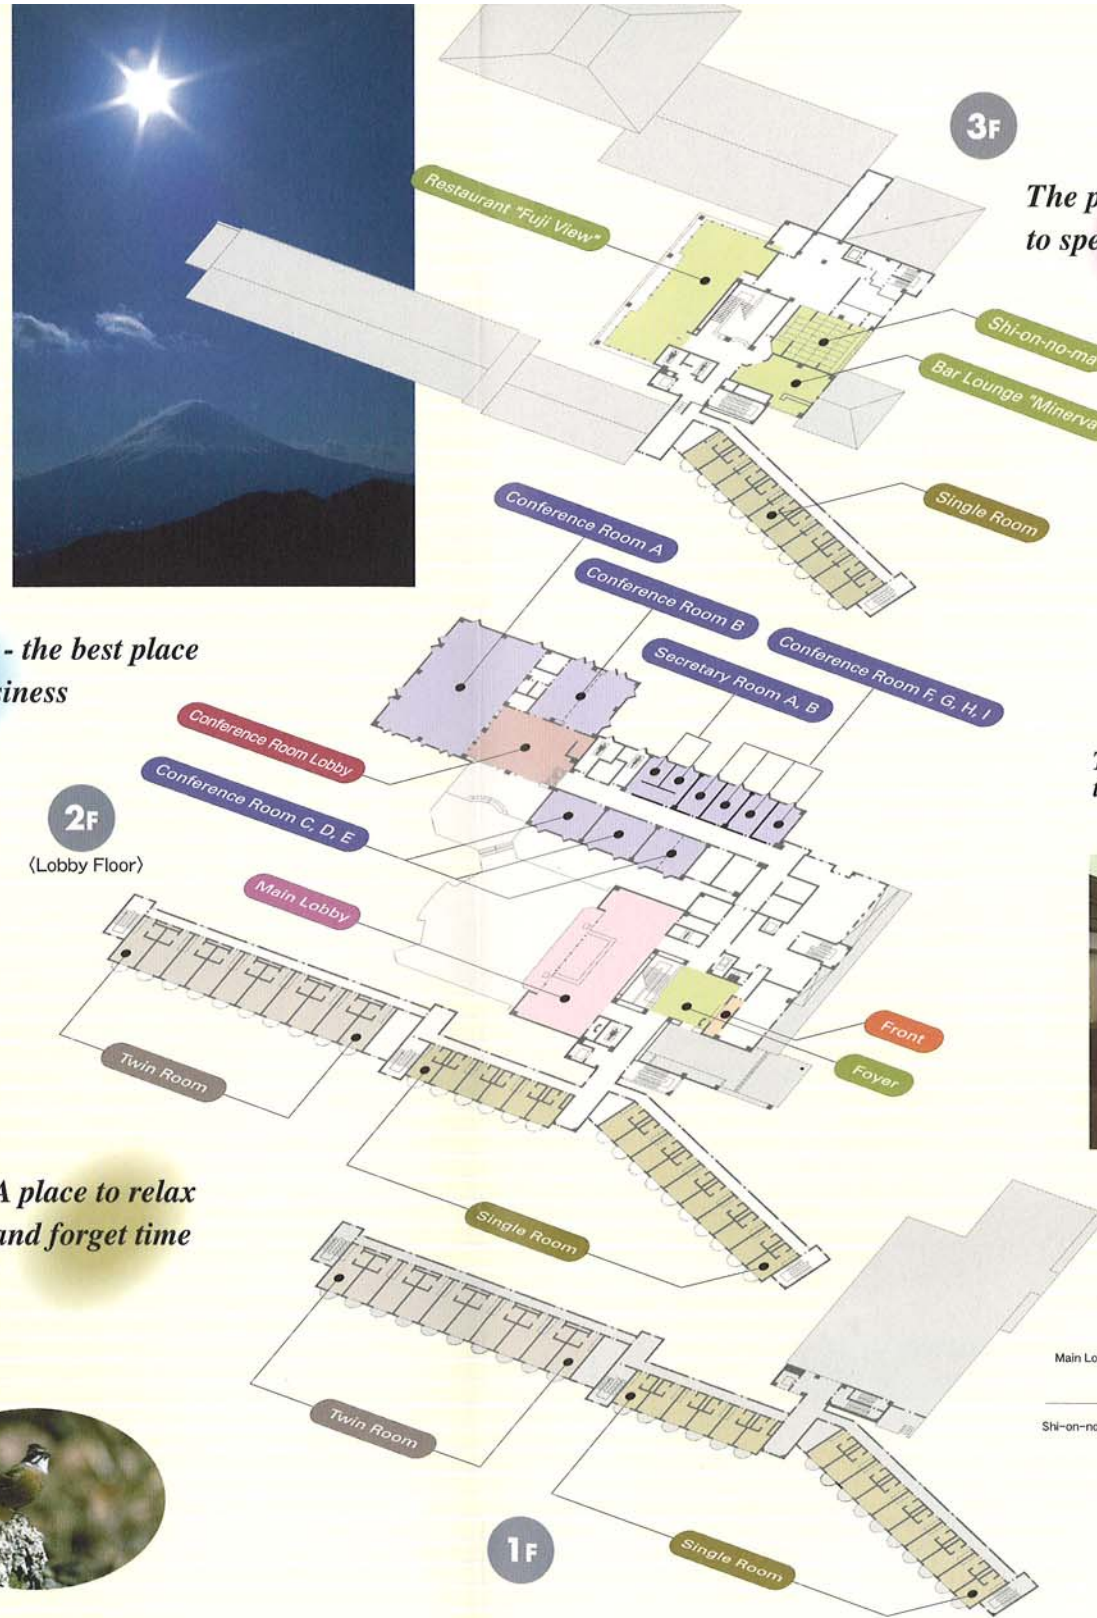 3F
The p
to spe
Restaurant "Fuji View"
Shi-on-no-ma
Bar Lounge "Minerva
Single Room
Conference Room A
Conference Room B
Secretary Room A, B
Conference Room F, G, H, I
- the best place
siness
Conference Room Lobby
Conference Room C, D, E
2F
〈Lobby Floor〉
Main Lobby
Front
Foyer
Twin Room
Single Room
A place to relax
and forget time
Twin Room
Single Room
1F
Main Lo
Shi-on-no